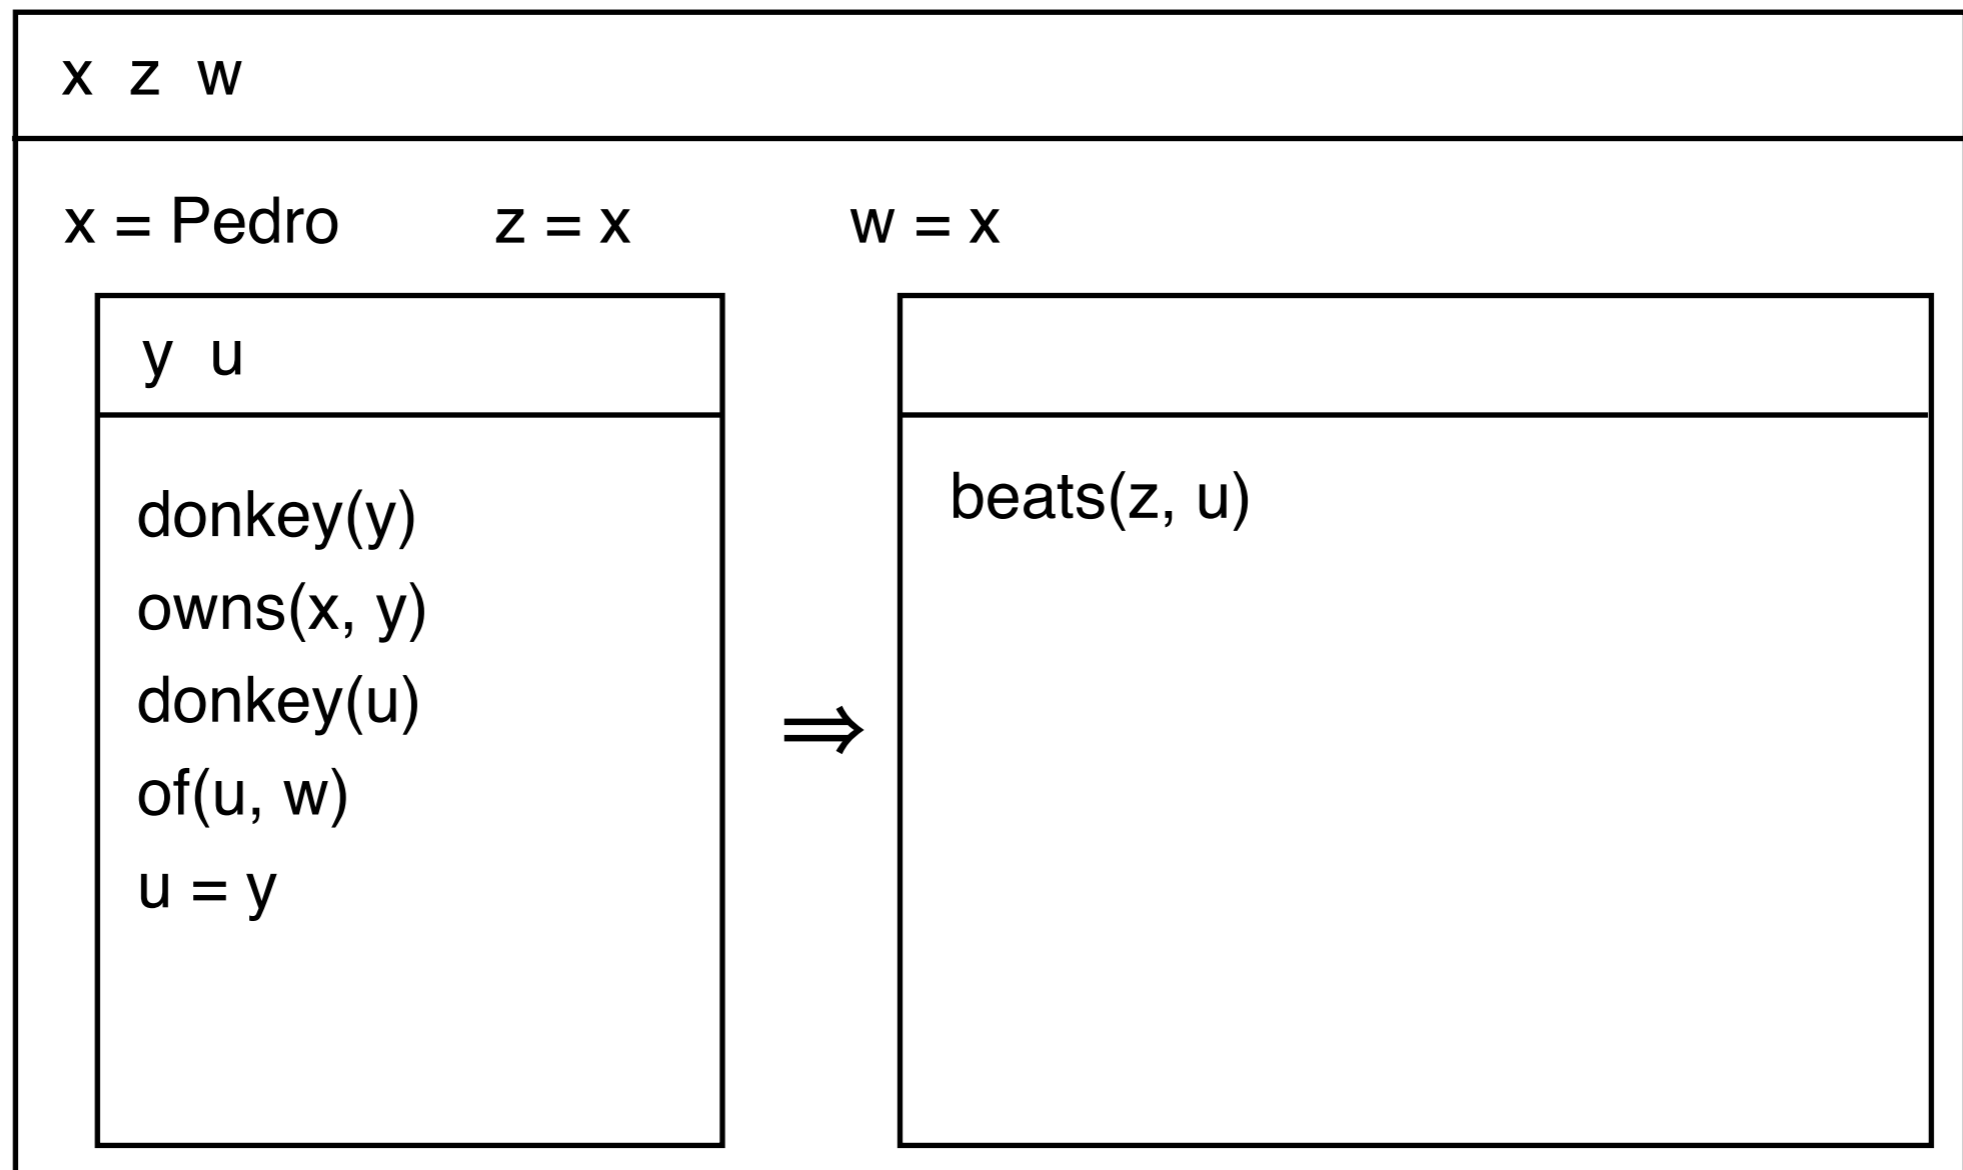 x z w
x = Pedro z = x w = x
y u
donkey(y)
owns(x, y)
donkey(u)
of(u, w)
u = y
⇒
beats(z, u)